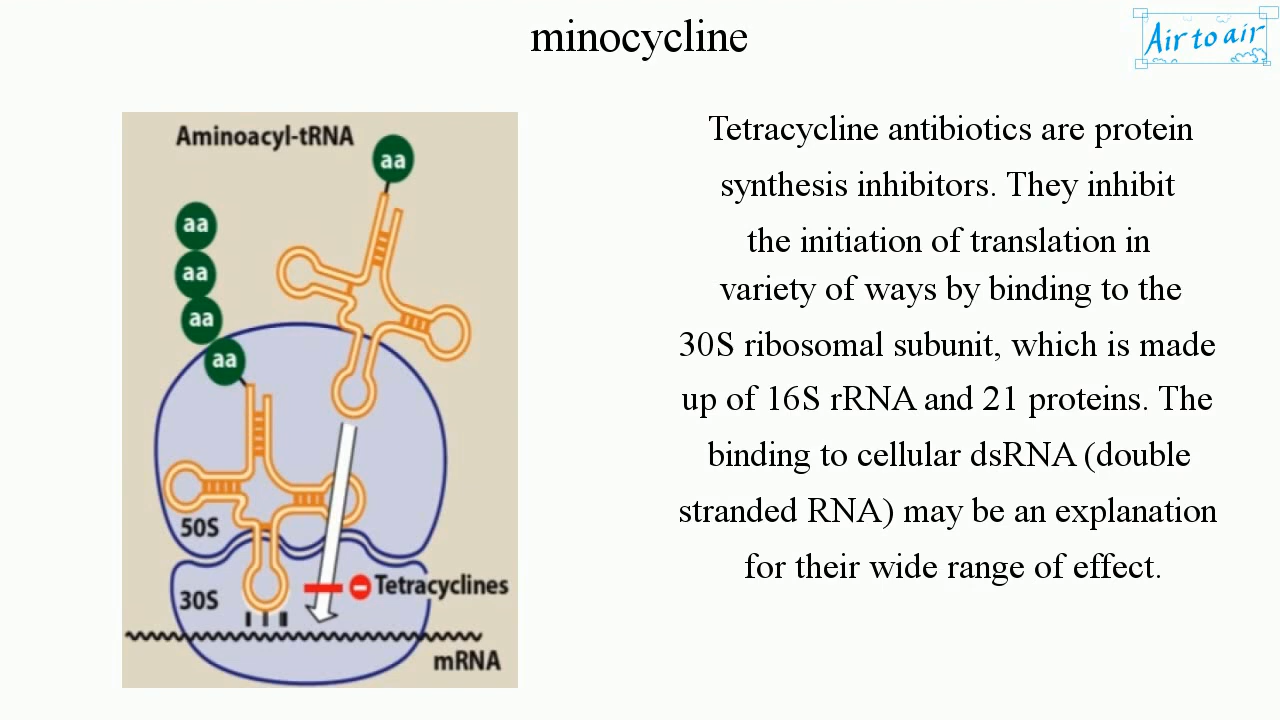 minocycline
Air to air
Aminoacyl-tRNA
aa
aa
aa
aa
aa
50S
30S
Tetracyclines
mRNA
Tetracycline antibiotics are protein
synthesis inhibitors. They inhibit
the initiation of translation in
variety of ways by binding to the
30S ribosomal subunit, which is made
up of 16S rRNA and 21 proteins. The
binding to cellular dsRNA (double
stranded RNA) may be an explanation
for their wide range of effect.